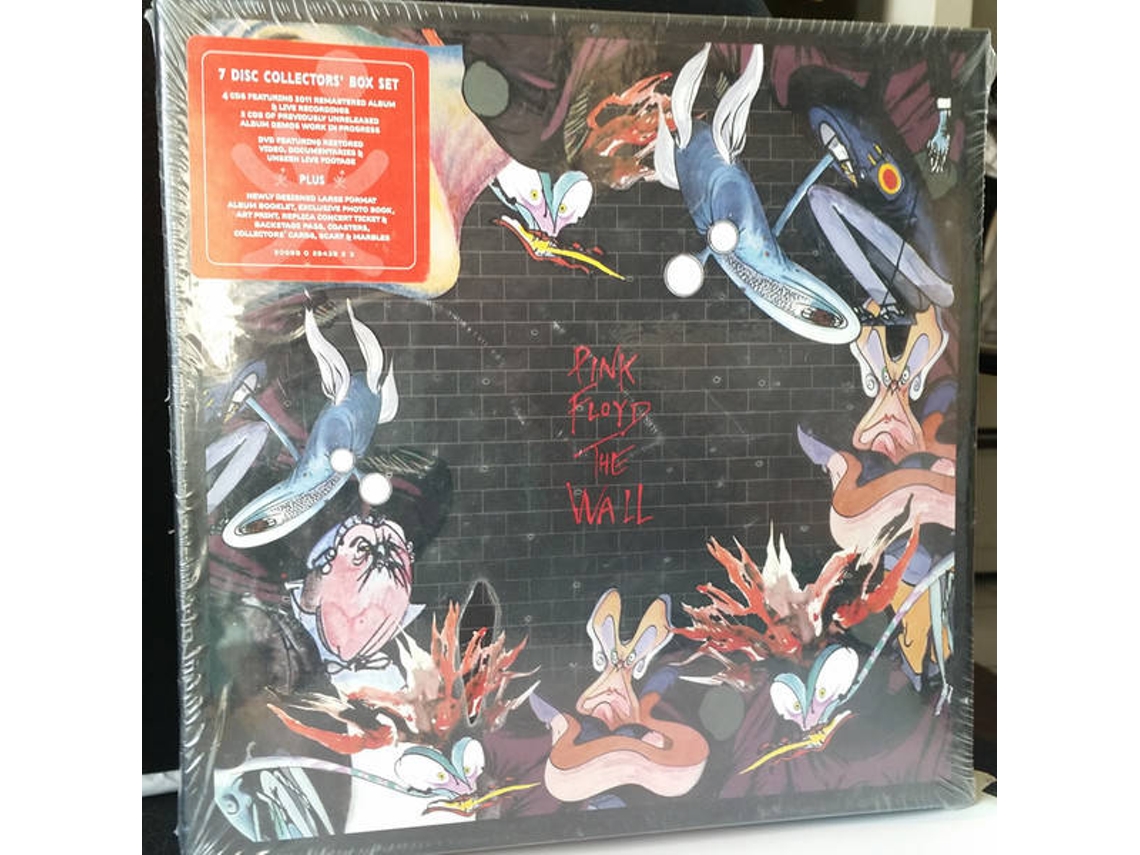 7 DISC COLLECTORS' BOX SET
4 CDS FEATURING 2011 REMASTERED ALBUM
& LIVE RECORDINGS
2 CDS OF PREVIOUSLY UNRELEASED
ALBUM DEMOS WORK IN PROGRESS
DVD FEATURING RESTORED
VIDEO, DOCUMENTARIES &
UNSEEN LIVE FOOTAGE
PLUS
NEWLY DESIGNED LARGE FORMAT
ALBUM BOOKLET, EXCLUSIVE PHOTO BOOK,
ART PRINT, REPLICA CONCERT TICKET &
BACKSTAGE PASS, COASTERS,
COLLECTORS' CARDS, SCARF & MARBLES
PINK
FLOYD
THE
WALL